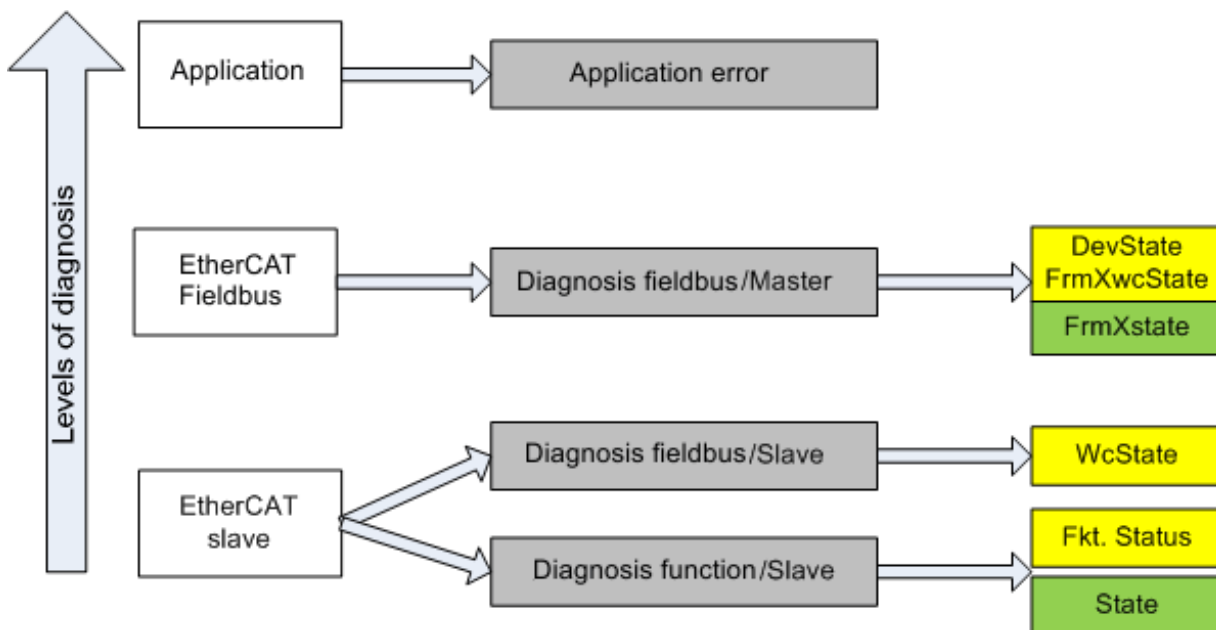 Levels of diagnosis
Application
Application error
EtherCAT
Fieldbus
Diagnosis fieldbus/Master
DevState
FrmXwcState
FrmXstate
EtherCAT
slave
Diagnosis fieldbus/Slave
WcState
Diagnosis function/Slave
Fkt. Status
State